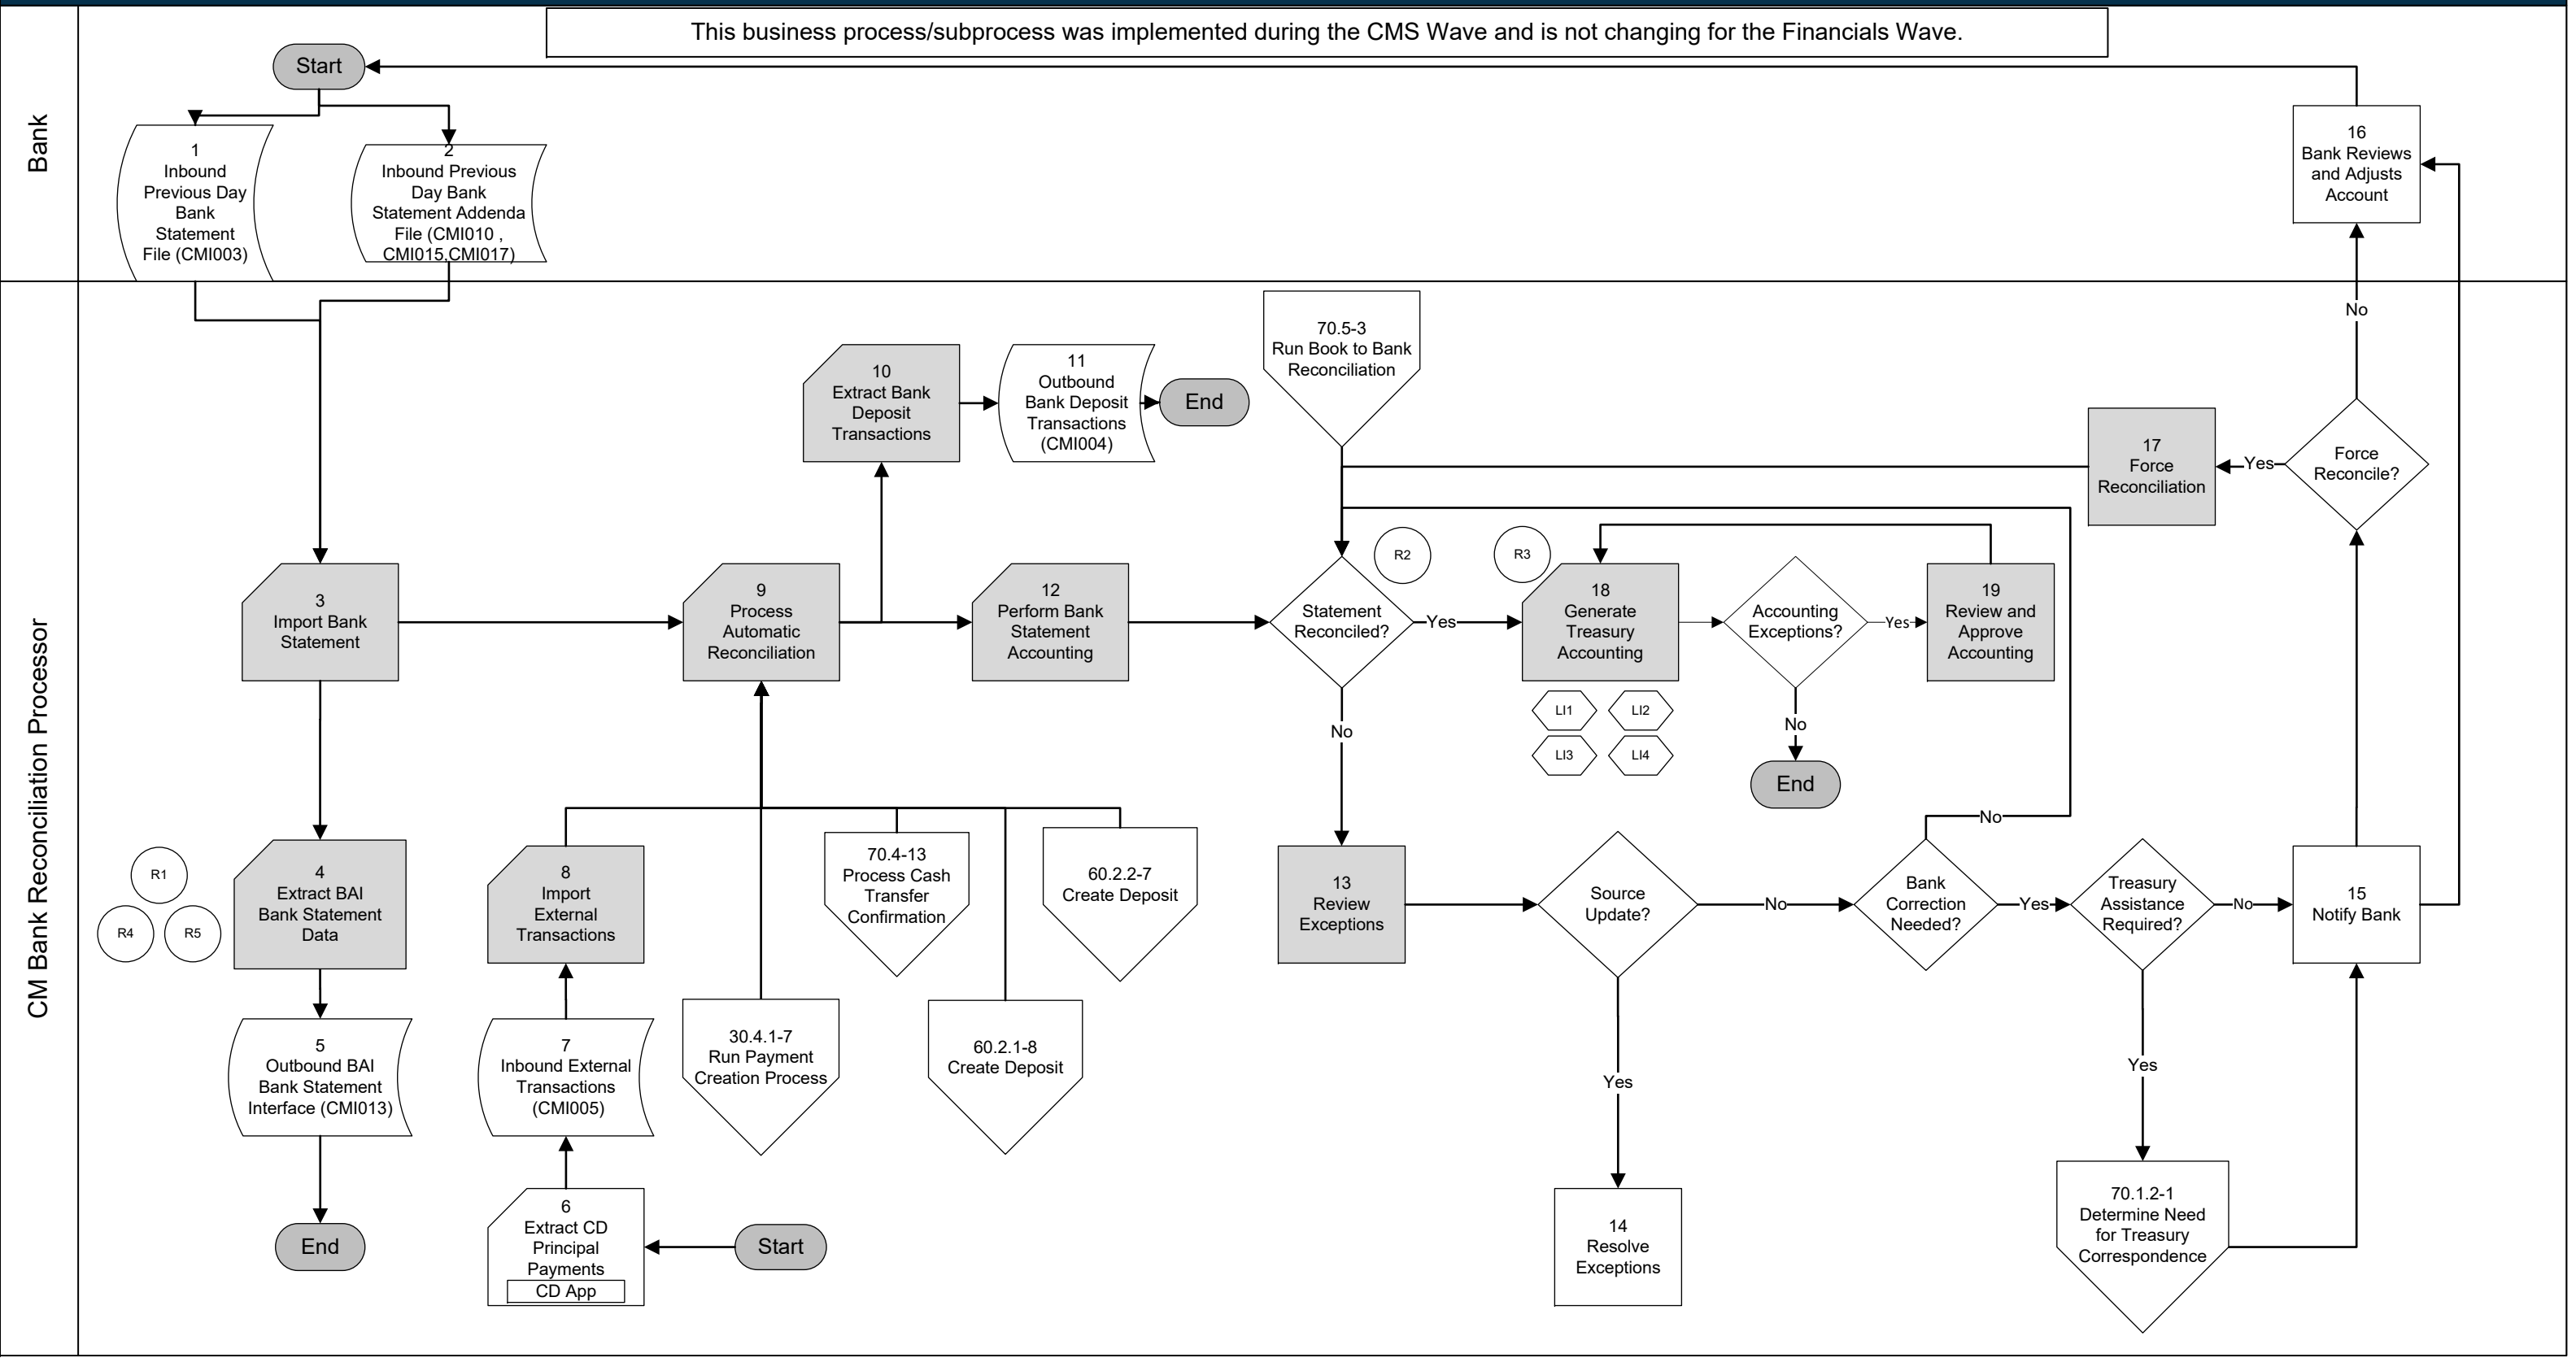 This business process/subprocess was implemented during the CMS Wave and is not changing for the Financials Wave.
Bank
Start
1
Inbound
Previous Day
Bank
Statement
File (CMI003)
2
Inbound Previous
Day Bank
Statement Addenda
File (CMI010 ,
CMI015,CMI017)
16
Bank Reviews
and Adjusts
Account
CM Bank Reconciliation Processor
No
70.5-3
Run Book to Bank
Reconciliation
10
Extract Bank
Deposit
Transactions
11
Outbound
Bank Deposit
Transactions
(CMI004)
End
17
Force
Reconciliation
Yes
Force
Reconcile?
R2
R3
3
Import Bank
Statement
9
Process
Automatic
Reconciliation
12
Perform Bank
Statement
Accounting
Statement
Reconciled?
Yes
18
Generate
Treasury
Accounting
Accounting
Exceptions?
Yes
19
Review and
Approve
Accounting
LI1
LI2
LI3
LI4
No
No
End
No
R1
R4
R5
4
Extract BAI
Bank Statement
Data
8
Import
External
Transactions
70.4-13
Process Cash
Transfer
Confirmation
60.2.2-7
Create Deposit
13
Review
Exceptions
Source
Update?
No
Bank
Correction
Needed?
Yes
Treasury
Assistance
Required?
No
15
Notify Bank
5
Outbound BAI
Bank Statement
Interface (CMI013)
7
Inbound External
Transactions
(CMI005)
30.4.1-7
Run Payment
Creation Process
60.2.1-8
Create Deposit
Yes
Yes
End
6
Extract CD
Principal
Payments
CD App
Start
14
Resolve
Exceptions
70.1.2-1
Determine Need
for Treasury
Correspondence